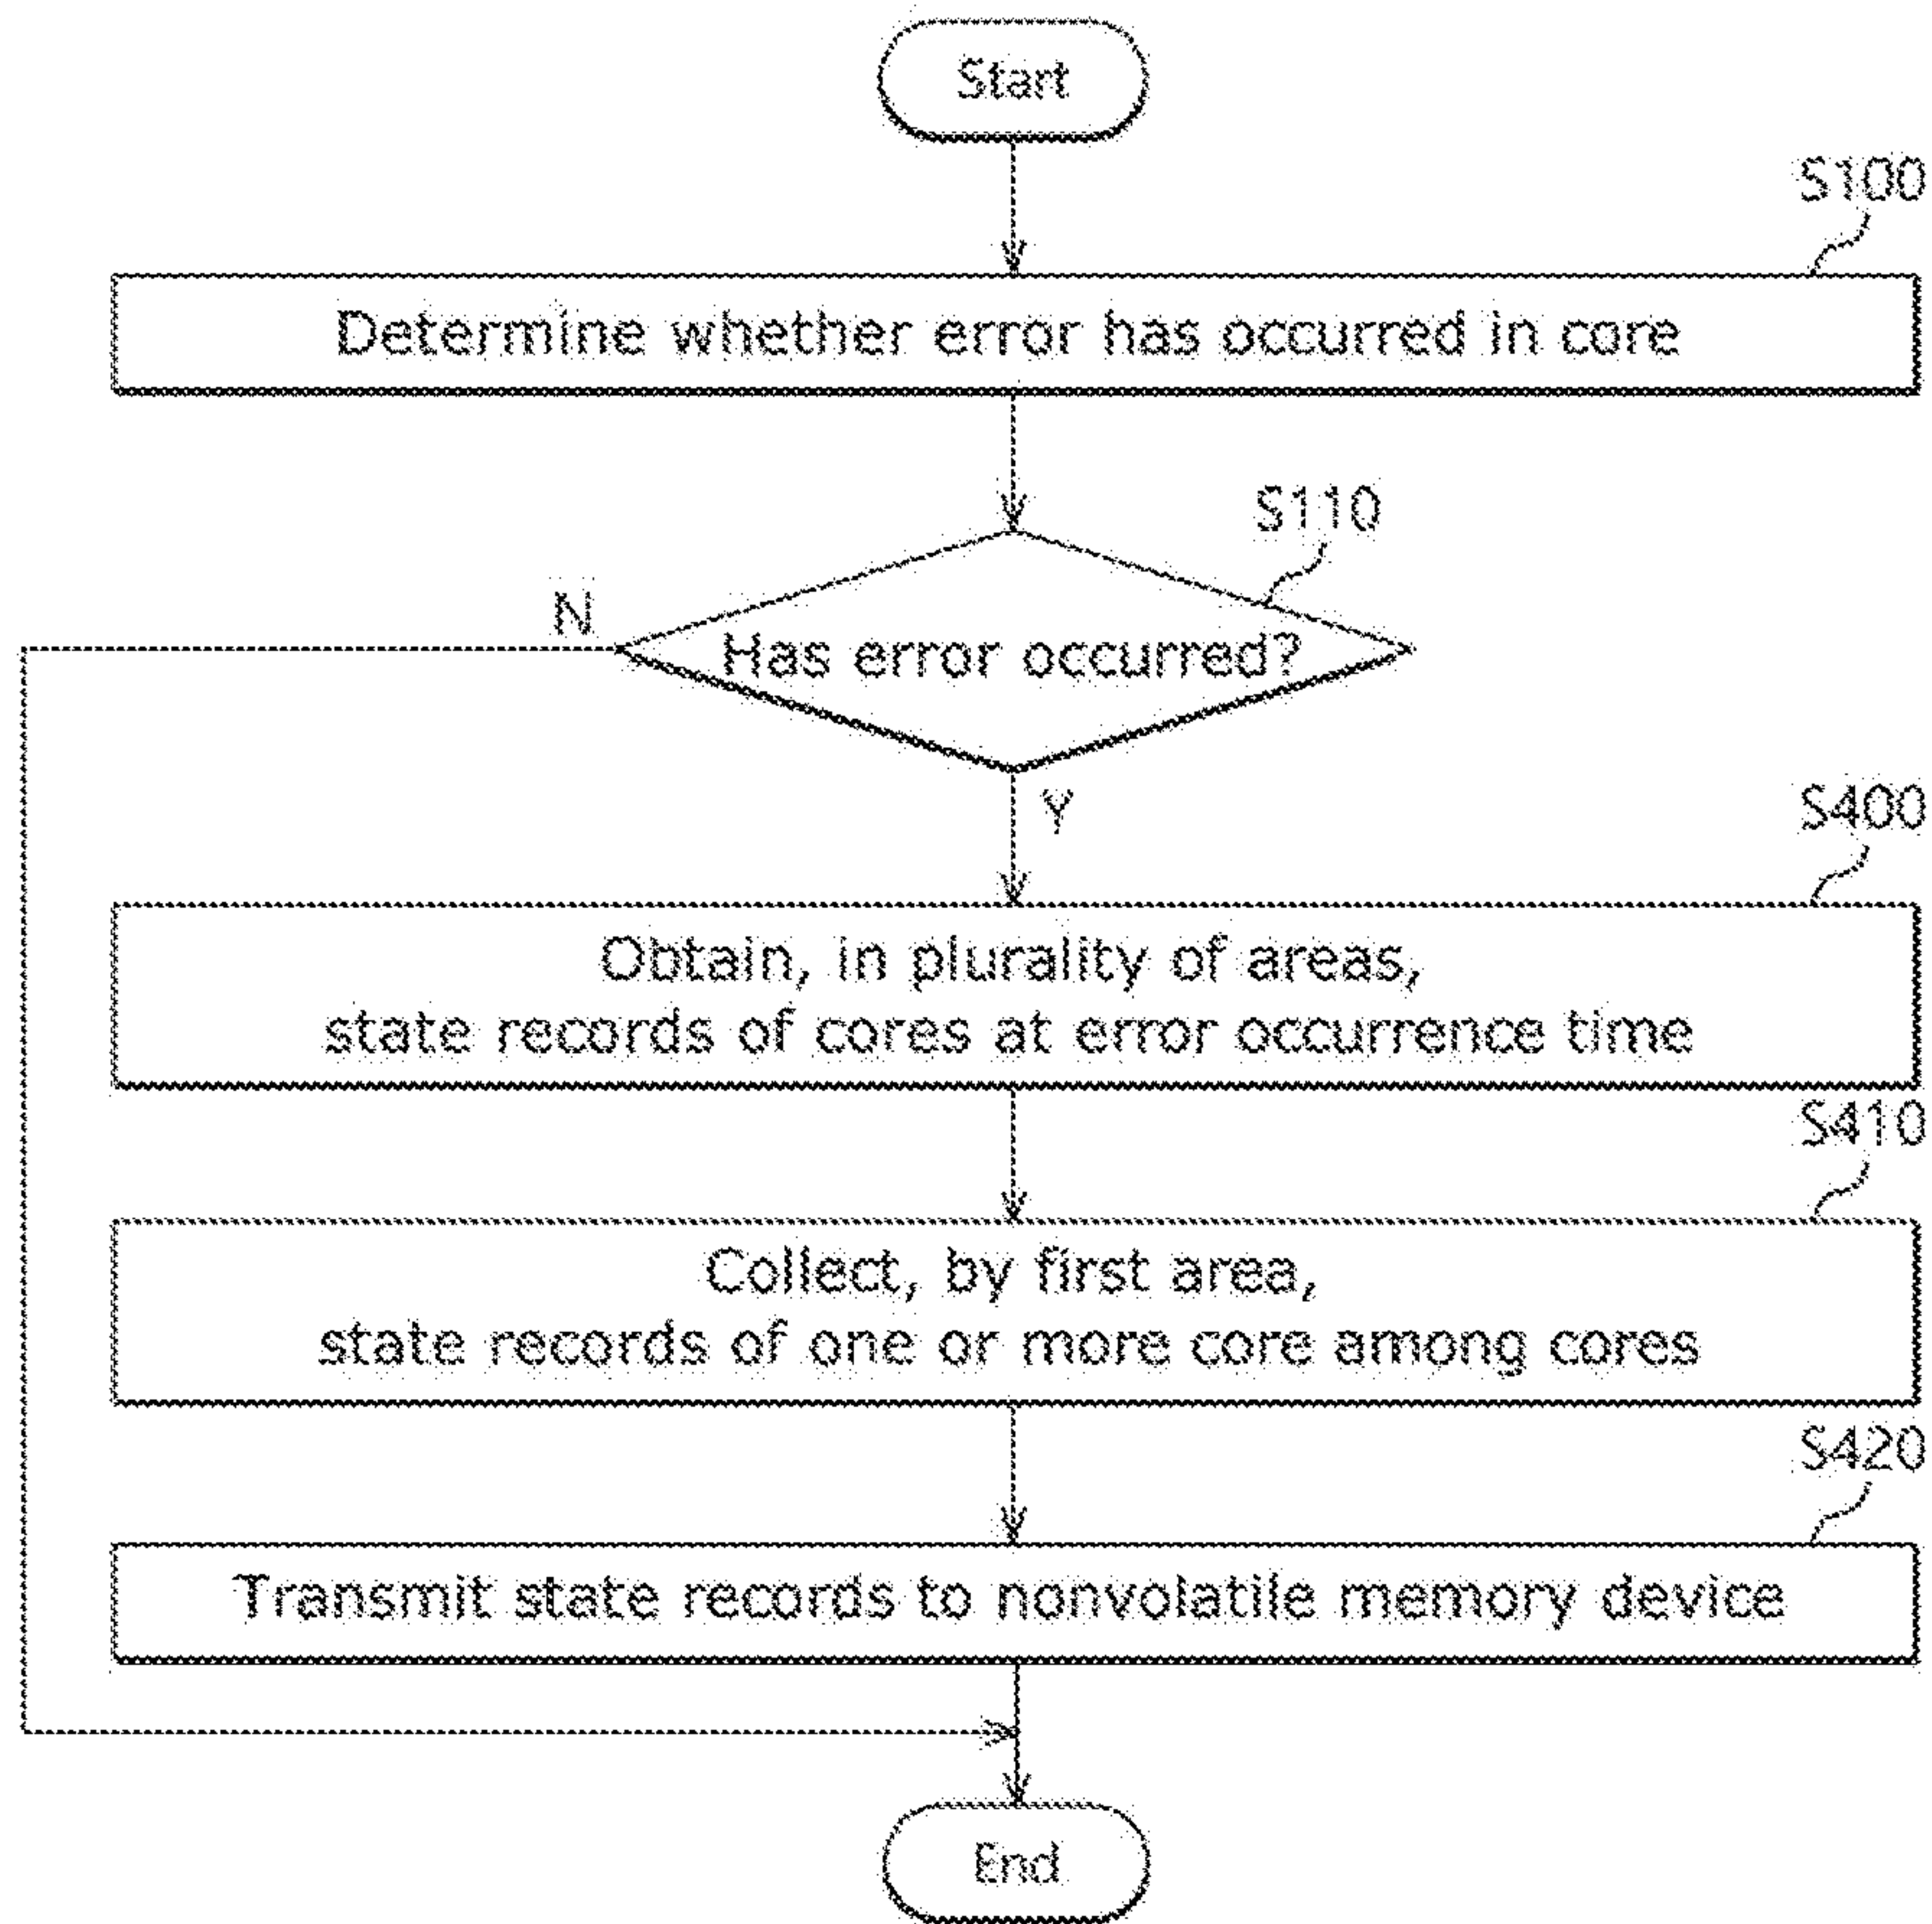 Start
S100
Determine whether error has occurred in core
S110
N
Has error occurred?
Y
S400
Obtain, in plurality of areas,
state records of cores at error occurrence time
S410
Collect, by first area,
state records of one or more core among cores
S420
Transmit state records to nonvolatile memory device
End